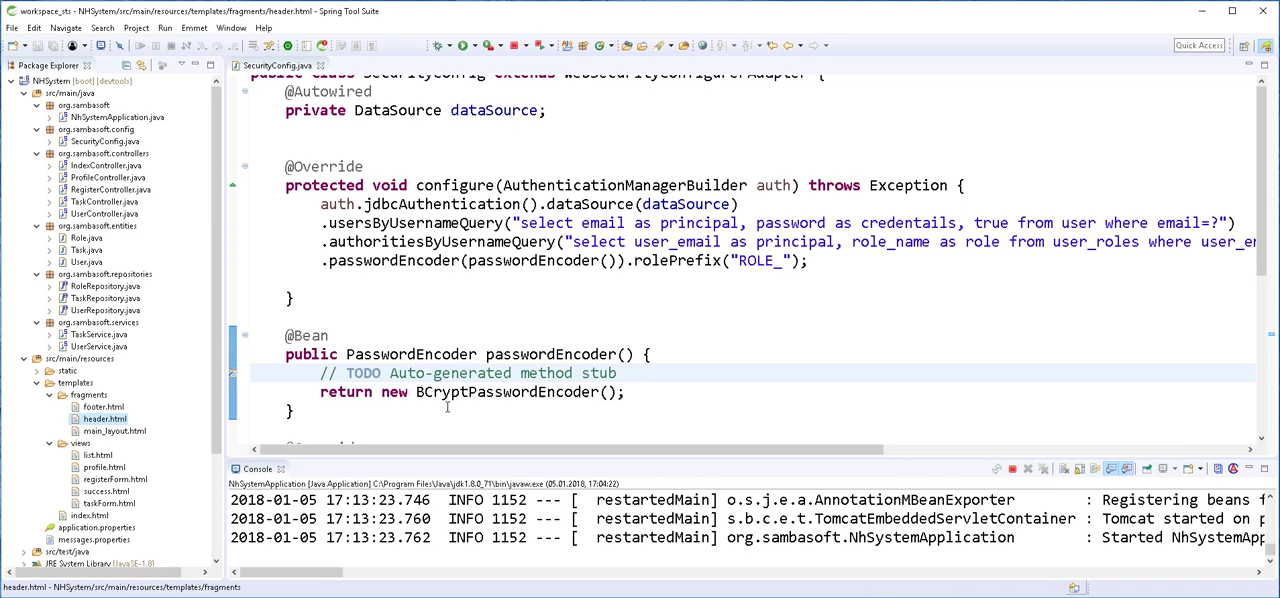 workspace_sts - NHSystem/src/main/resources/templates/fragments/header.html - Spring Tool Suite
File Edit Navigate Search Project Run Emmet Window Help
Quick Access
Package Explorer
SecurityConfig.java
NHSystem [boot] [devtools]
src/main/java
org.sambasoft
NhSystemApplication.java
org.sambasoft.config
SecurityConfig.java
org.sambasoft.controllers
IndexController.java
ProfileController.java
RegisterController.java
TaskController.java
UserController.java
org.sambasoft.entities
Role.java
Task.java
User.java
org.sambasoft.repositories
RoleRepository.java
TaskRepository.java
UserRepository.java
org.sambasoft.services
TaskService.java
UserService.java
src/main/resources
static
templates
fragments
footer.html
header.html
main_layout.html
views
list.html
profile.html
registerForm.html
success.html
taskForm.html
index.html
application.properties
messages.properties
src/test/java
JRE System Library [JavaSE-1.8]
public class SecurityConfig extends WebSecurityConfigurerAdapter {
@Autowired
private DataSource dataSource;
@Override
protected void configure(AuthenticationManagerBuilder auth) throws Exception {
auth.jdbcAuthentication().dataSource(dataSource)
.usersByUsernameQuery("select email as principal, password as credentails, true from user where email=?")
.authoritiesByUsernameQuery("select user_email as principal, role_name as role from user_roles where user_em
.passwordEncoder(passwordEncoder()).rolePrefix("ROLE_");
}
@Bean
public PasswordEncoder passwordEncoder() {
// TODO Auto-generated method stub
return new BCryptPasswordEncoder();
}
Console
NhSystemApplication [Java Application] C:\Program Files\Java\jdk1.8.0_71\bin\javaw.exe (05.01.2018, 17:04:22)
2018-01-05 17:13:23.746 INFO 1152 --- [ restartedMain] o.s.j.e.a.AnnotationMBeanExporter : Registering beans f
2018-01-05 17:13:23.760 INFO 1152 --- [ restartedMain] s.b.c.e.t.TomcatEmbeddedServletContainer : Tomcat started on p
2018-01-05 17:13:23.762 INFO 1152 --- [ restartedMain] org.sambasoft.NhSystemApplication : Started NhSystemApp
header.html - NHSystem/src/main/resources/templates/fragments